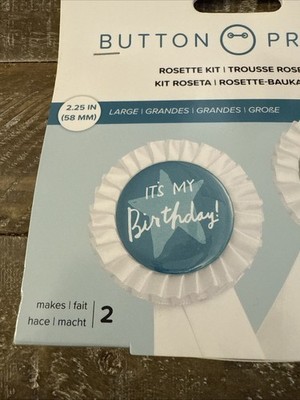 BUTTON PR
ROSETTE KIT | TROUSSE ROSE
KIT ROSETA | ROSETTE-BAUKA
2.25 IN
(58 MM)
LARGE | GRANDES | GRANDES | GROßE
IT'S MY
Birthday!
makes | fait
hace | macht
2